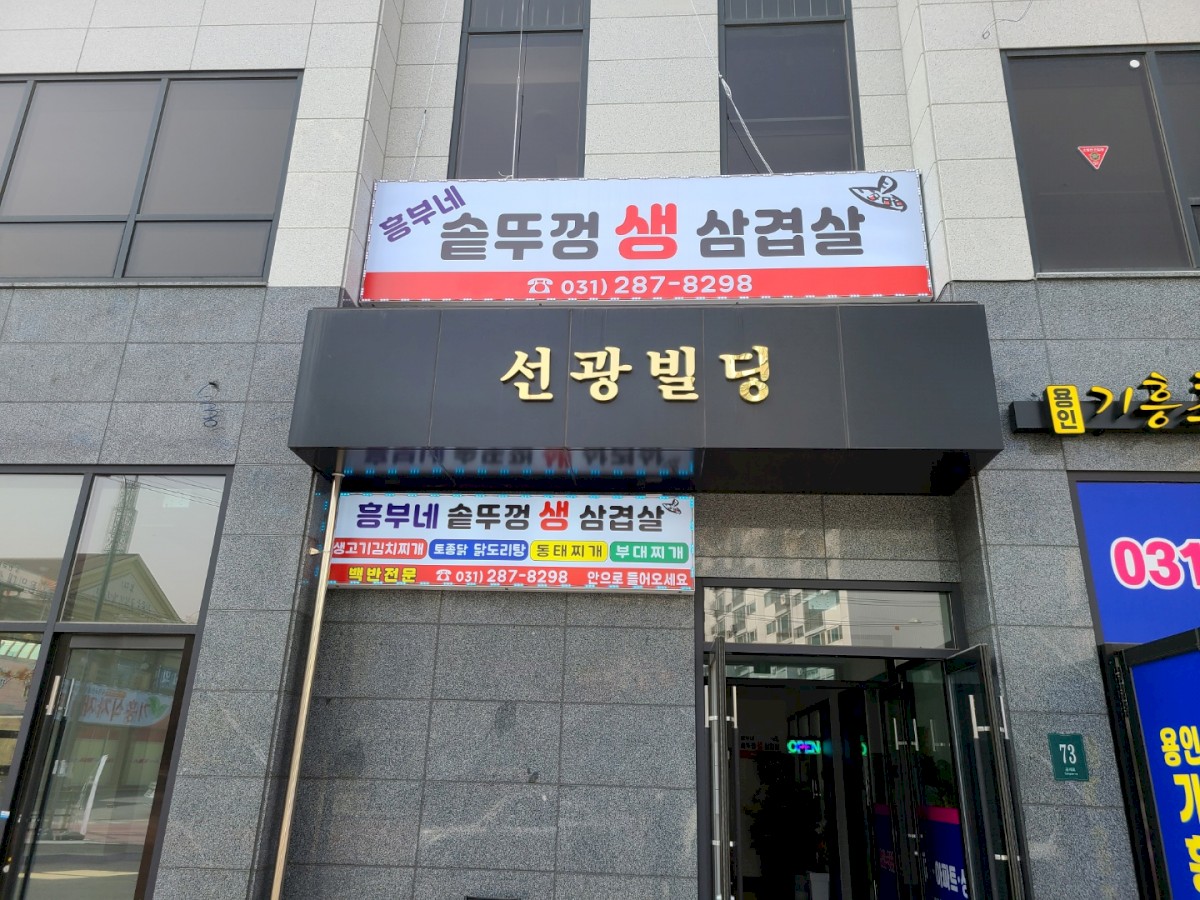 흥부네
솥뚜껑 생 삼겹살
☎ 031) 287-8298
선광빌딩
용인
기흥
흥부네 솥뚜껑 생 삼겹살
생고기김치찌개 토종닭 닭도리탕 동태찌개 부대찌개
백반전문 ☎ 031) 287-8298 안으로 들어오세요
031
OPEN
73
용인